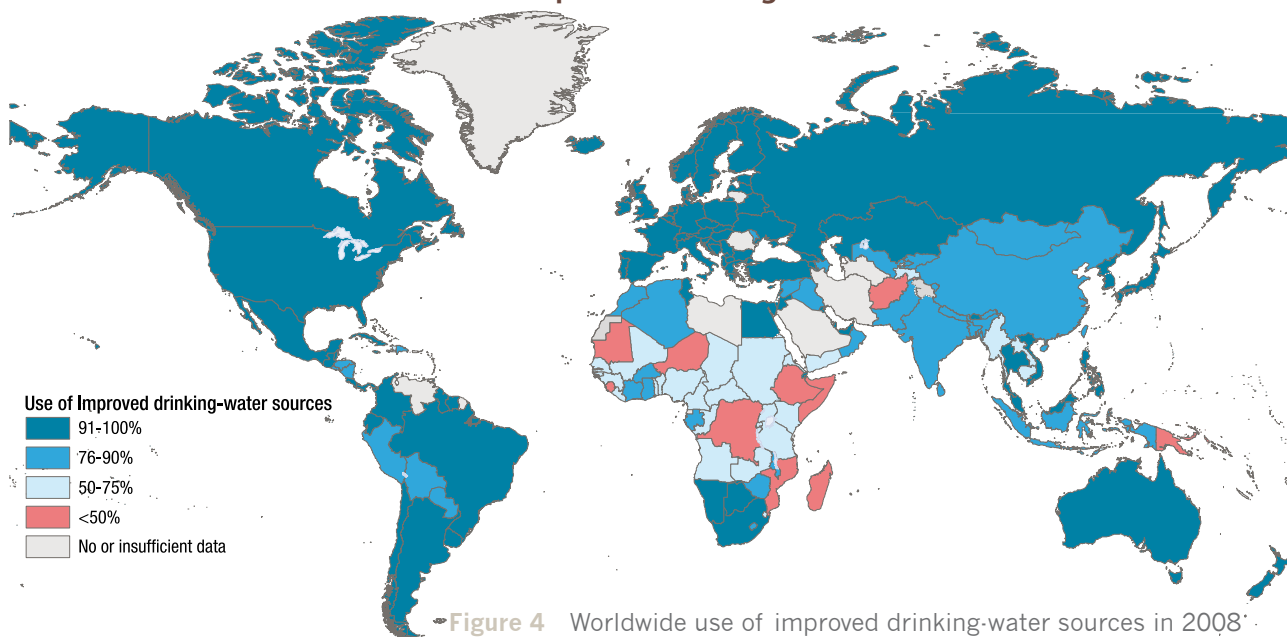 Use of Improved drinking-water sources
91-100%
76-90%
50-75%
<50%
No or insufficient data
Figure 4 Worldwide use of improved drinking-water sources in 2008